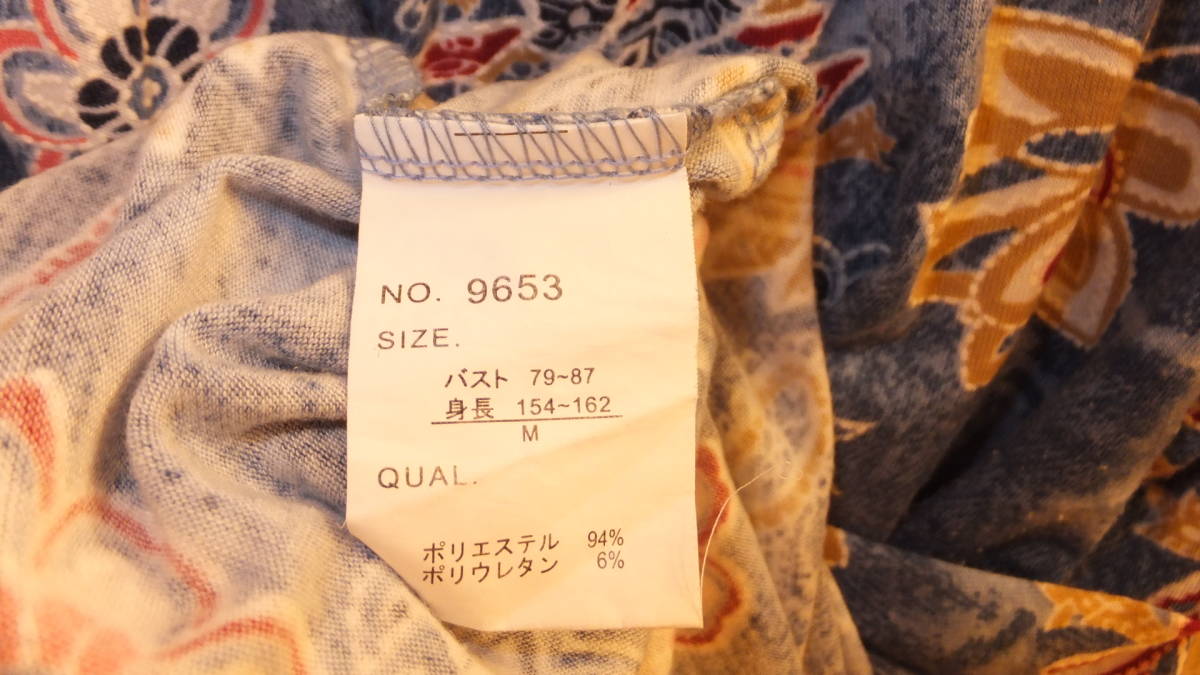 NO. 9653
SIZE.
バスト 79~87
身長 154~162
M
QUAL.
ポリエステル 94%
ポリウレタン 6%